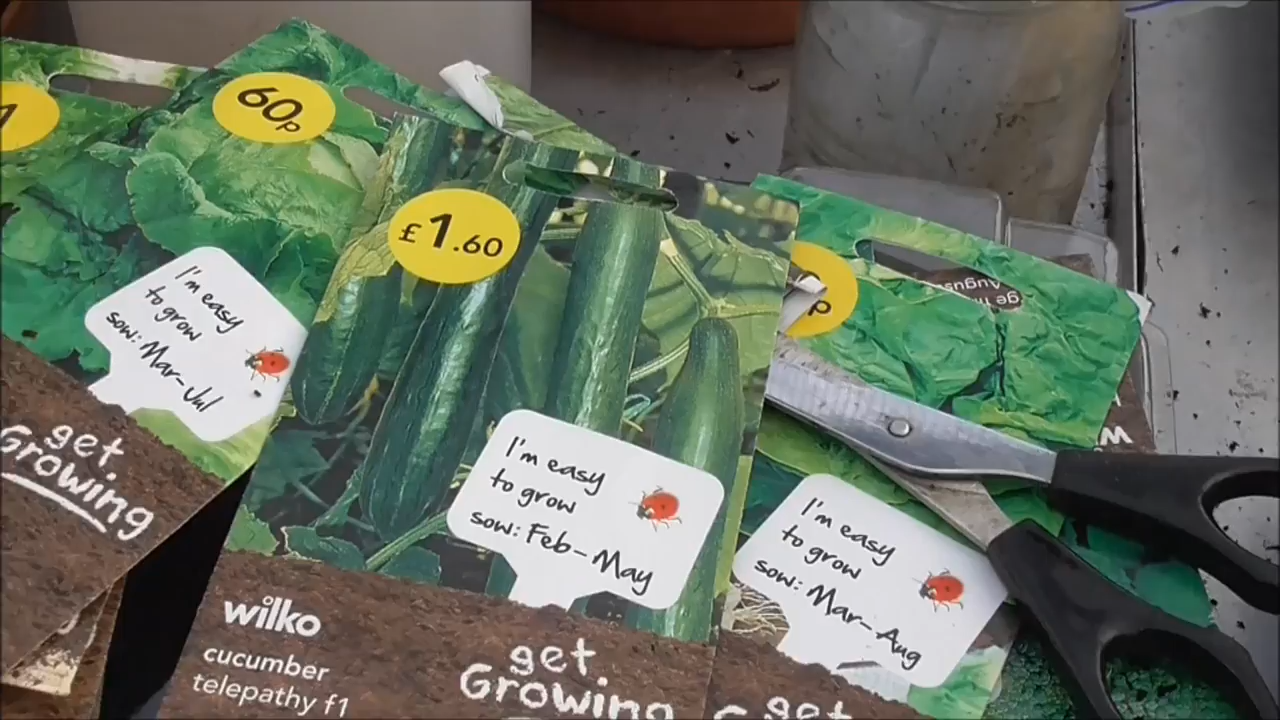 60p
I'm easy
to grow
sow: Mar-Jul
get
Growing
£1.60
I'm easy
to grow
sow: Feb-May
wilko
cucumber
telepathy f1
get
Growing
p
I'm easy
to grow
sow: Mar-Aug
get